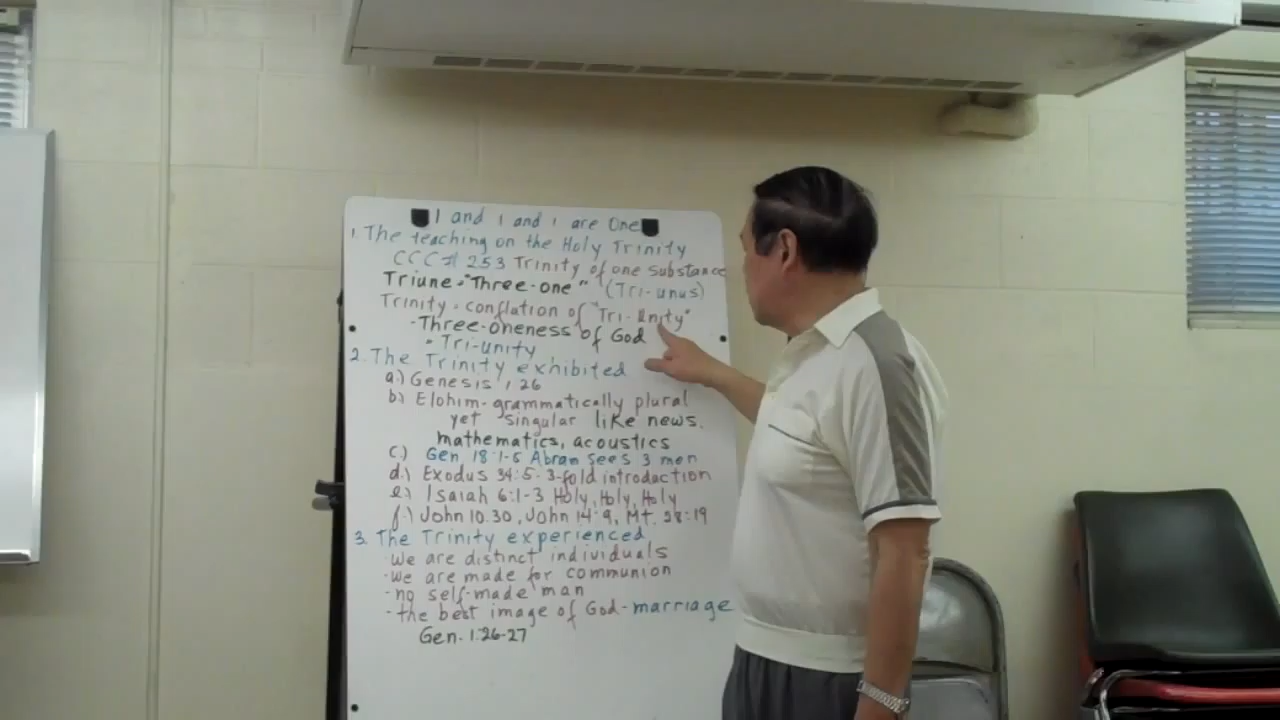 1 and 1 and 1 are One
1. The teaching on the Holy Trinity
CCC# 253 Trinity of one substance
Triune = "Three-one" (Tri-unus)
Trinity = conflation of "Tri-Unity"
- Three-oneness of God
= Tri-unity
2. The Trinity exhibited
a.) Genesis 1, 26
b.) Elohim - grammatically plural
yet singular like news,
mathematics, acoustics
c.) Gen 18:1-5 Abram sees 3 men
d.) Exodus 34:5 - 3-fold introduction
e.) Isaiah 6:1-3 Holy, Holy, Holy
f.) John 10:30, John 14:9, Mt. 28:19
3. The Trinity experienced
- we are distinct individuals
- we are made for communion
- no self-made man
- the best image of God - marriage
Gen. 1:26-27